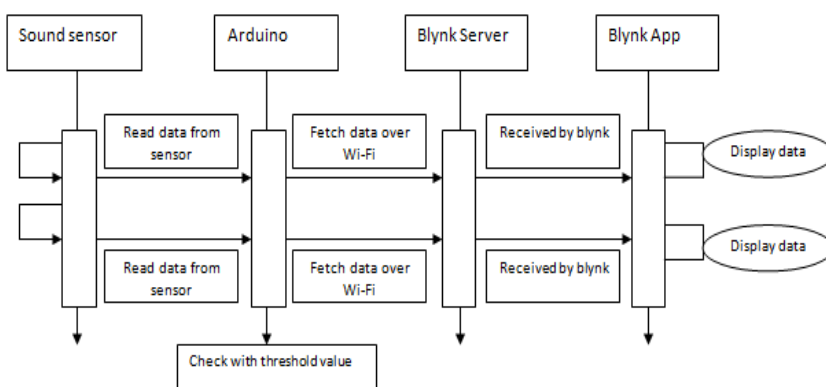 Sound sensor
Arduino
Blynk Server
Blynk App
Read data from
sensor
Fetch data over
Wi-Fi
Received by blynk
Display data
Read data from
sensor
Fetch data over
Wi-Fi
Received by blynk
Display data
Check with threshold value